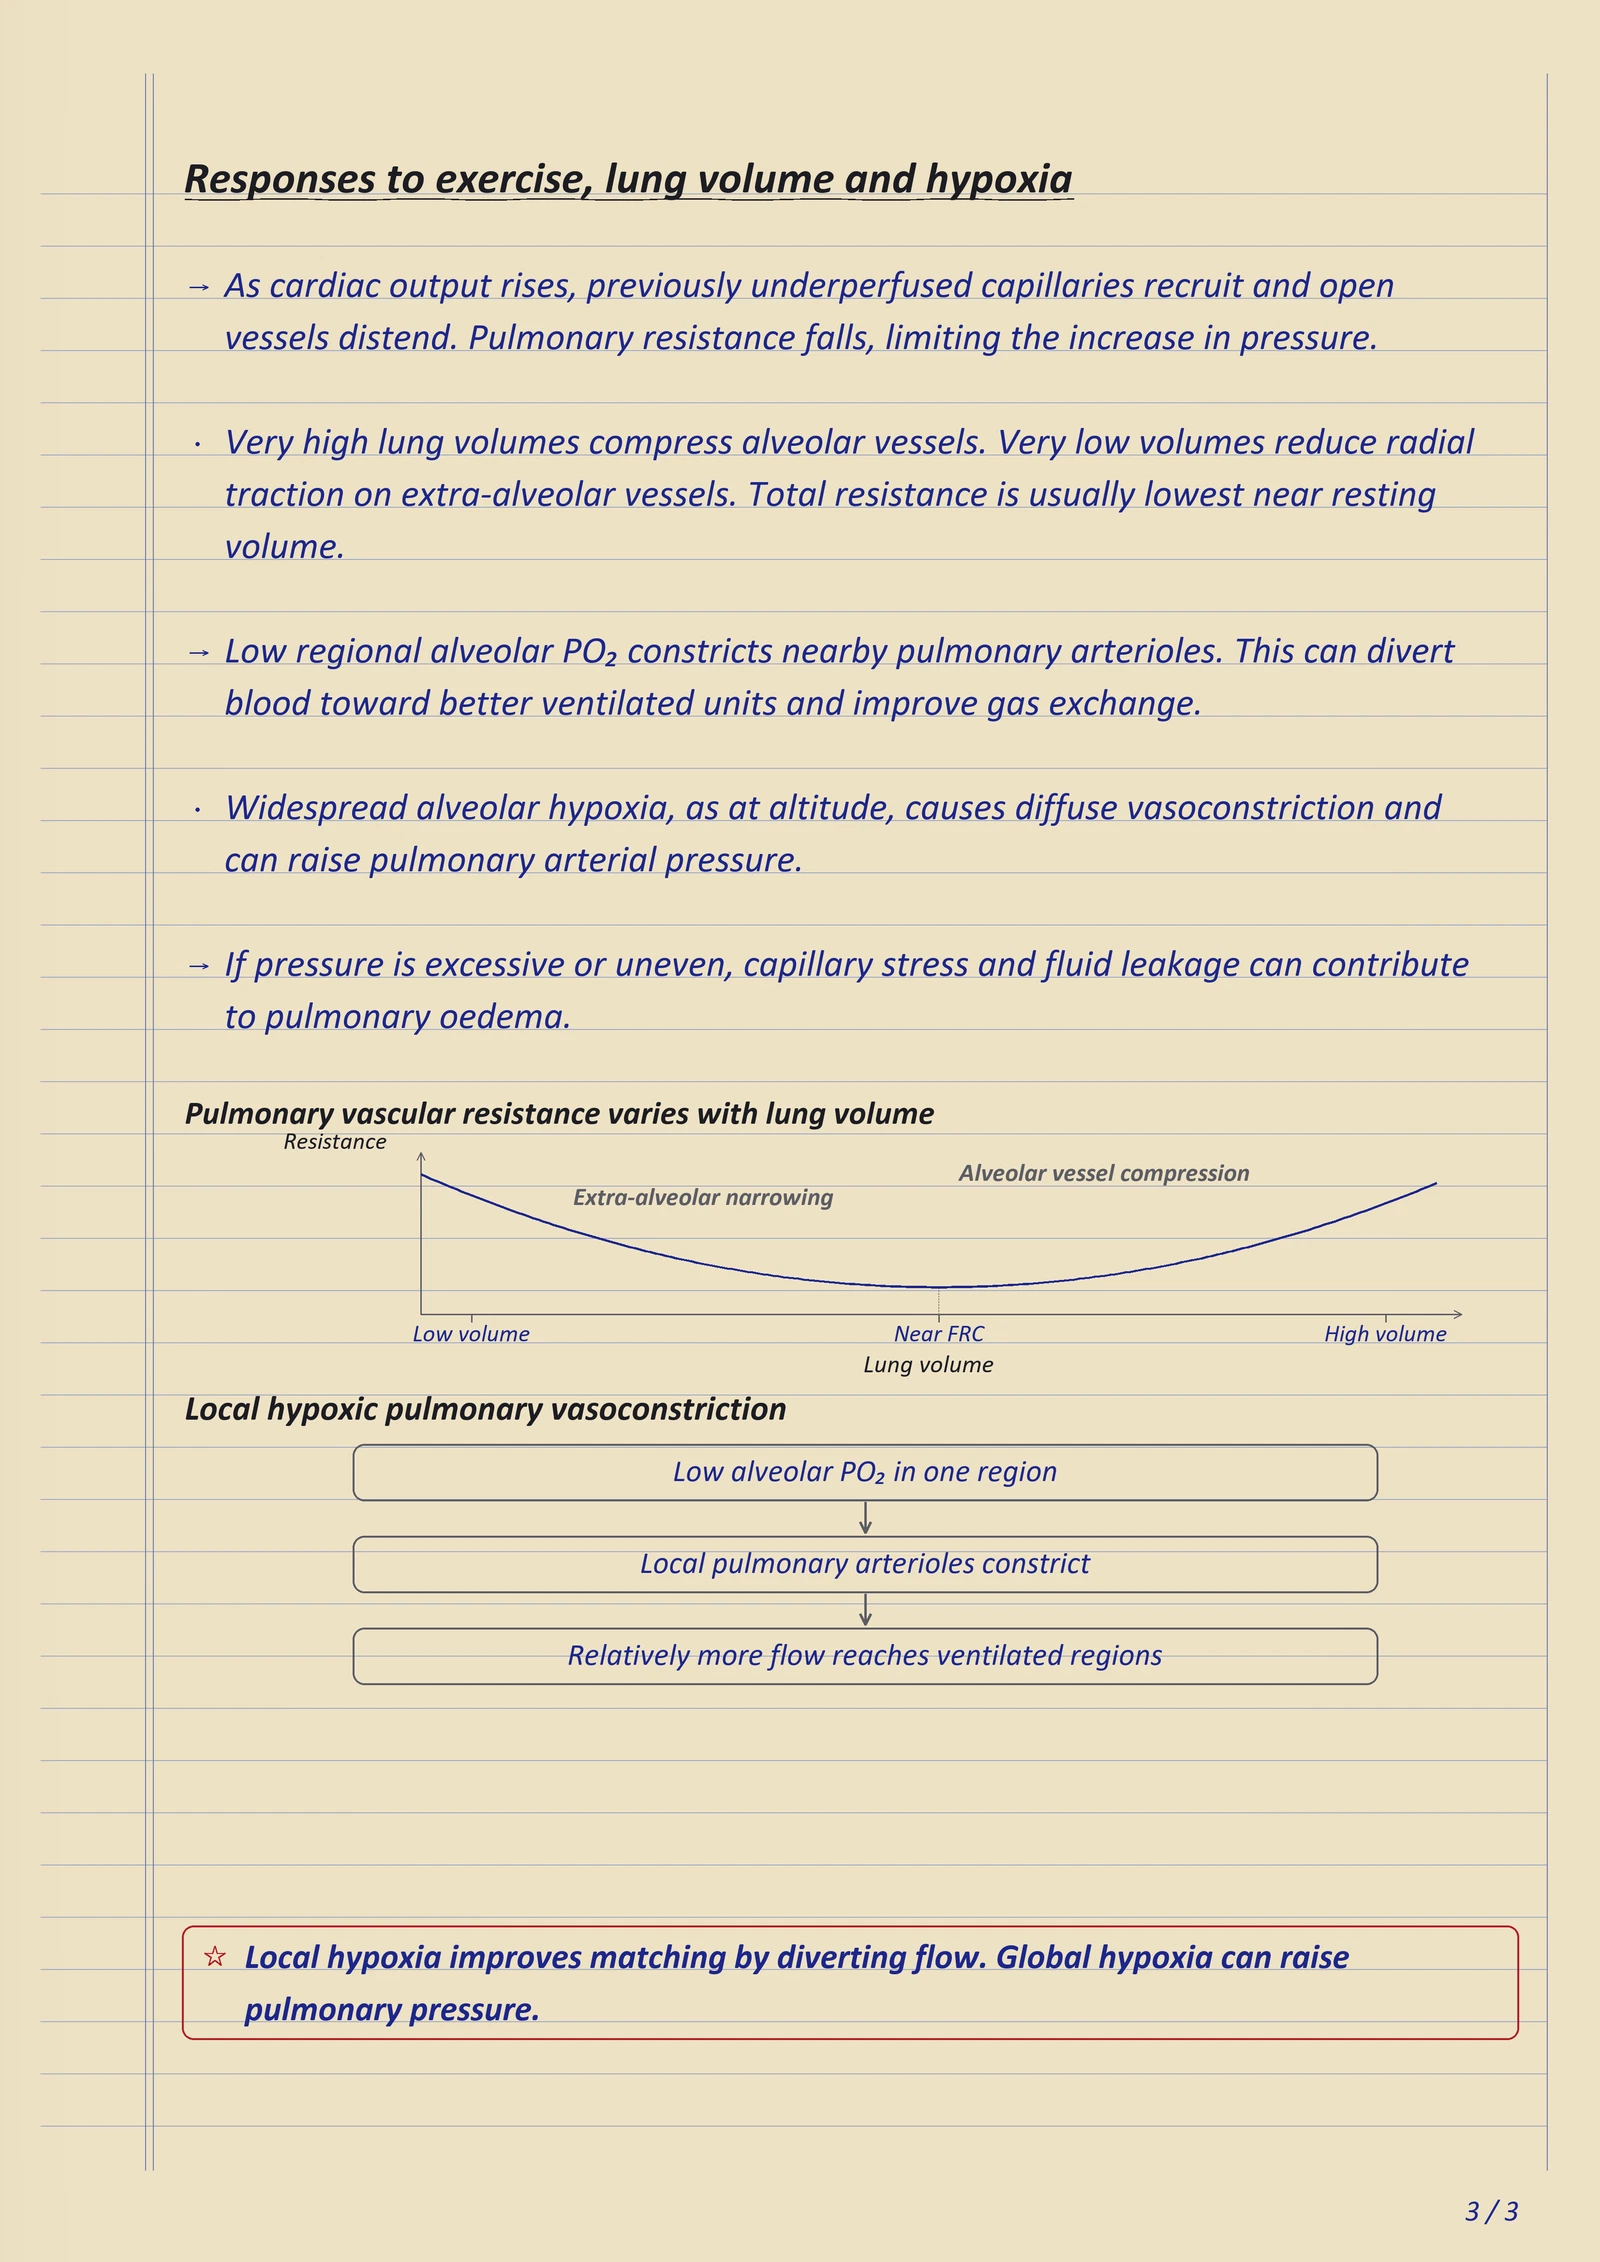 Responses to exercise, lung volume and hypoxia
→ As cardiac output rises, previously underperfused capillaries recruit and open
vessels distend. Pulmonary resistance falls, limiting the increase in pressure.
· Very high lung volumes compress alveolar vessels. Very low volumes reduce radial
traction on extra-alveolar vessels. Total resistance is usually lowest near resting
volume.
→ Low regional alveolar PO₂ constricts nearby pulmonary arterioles. This can divert
blood toward better ventilated units and improve gas exchange.
· Widespread alveolar hypoxia, as at altitude, causes diffuse vasoconstriction and
can raise pulmonary arterial pressure.
→ If pressure is excessive or uneven, capillary stress and fluid leakage can contribute
to pulmonary oedema.
Pulmonary vascular resistance varies with lung volume
Resistance
Alveolar vessel compression
Extra-alveolar narrowing
Low volume Near FRC High volume
Lung volume
Local hypoxic pulmonary vasoconstriction
Low alveolar PO₂ in one region
Local pulmonary arterioles constrict
Relatively more flow reaches ventilated regions
☆ Local hypoxia improves matching by diverting flow. Global hypoxia can raise
pulmonary pressure.
3 / 3